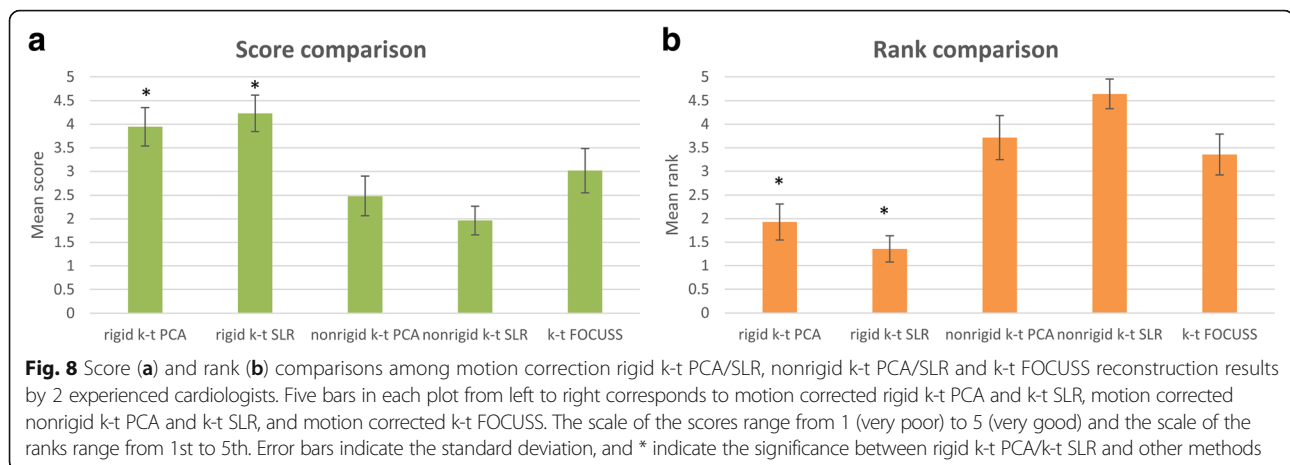 a
Score comparison
5
4.5
4
3.5
3
2.5
2
1.5
1
0.5
0
Mean score
* *
rigid k-t PCA rigid k-t SLR nonrigid k-t PCA nonrigid k-t SLR k-t FOCUSS
b
Rank comparison
5
4.5
4
3.5
3
2.5
2
1.5
1
0.5
0
Mean rank
* *
rigid k-t PCA rigid k-t SLR nonrigid k-t PCA nonrigid k-t SLR k-t FOCUSS
Fig. 8 Score (a) and rank (b) comparisons among motion correction rigid k-t PCA/SLR, nonrigid k-t PCA/SLR and k-t FOCUSS reconstruction results
by 2 experienced cardiologists. Five bars in each plot from left to right corresponds to motion corrected rigid k-t PCA and k-t SLR, motion corrected
nonrigid k-t PCA and k-t SLR, and motion corrected k-t FOCUSS. The scale of the scores range from 1 (very poor) to 5 (very good) and the scale of the
ranks range from 1st to 5th. Error bars indicate the standard deviation, and * indicate the significance between rigid k-t PCA/k-t SLR and other methods